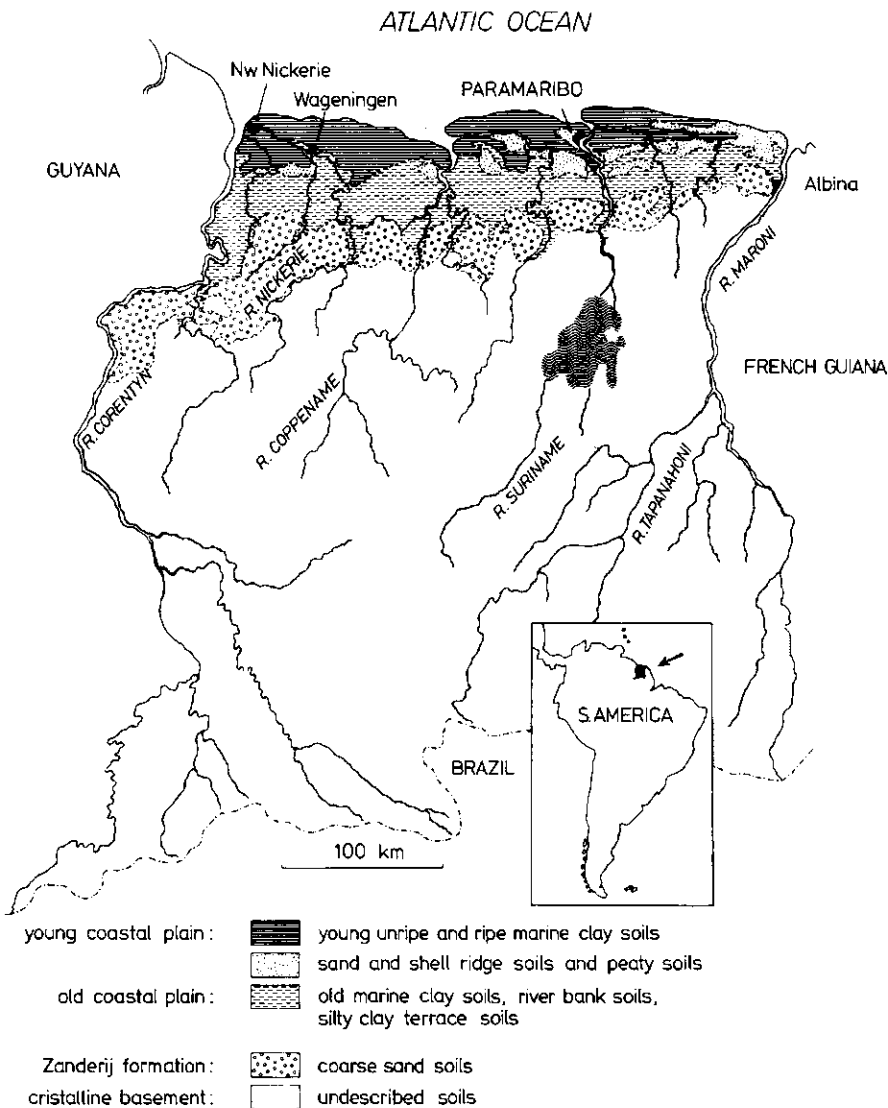 ATLANTIC OCEAN
Nw Nickerie
Wageningen
PARAMARIBO
GUYANA
Albina
R. NICKERIE
R. MARONI
R. CORENTYN
R. COPPENAME
FRENCH GUIANA
R. SURINAME
R. TAPANAHONI
S. AMERICA
BRAZIL
100 km
young coastal plain: young unripe and ripe marine clay soils
sand and shell ridge soils and peaty soils
old coastal plain: old marine clay soils, river bank soils,
silty clay terrace soils
Zanderij formation: coarse sand soils
cristalline basement: undescribed soils